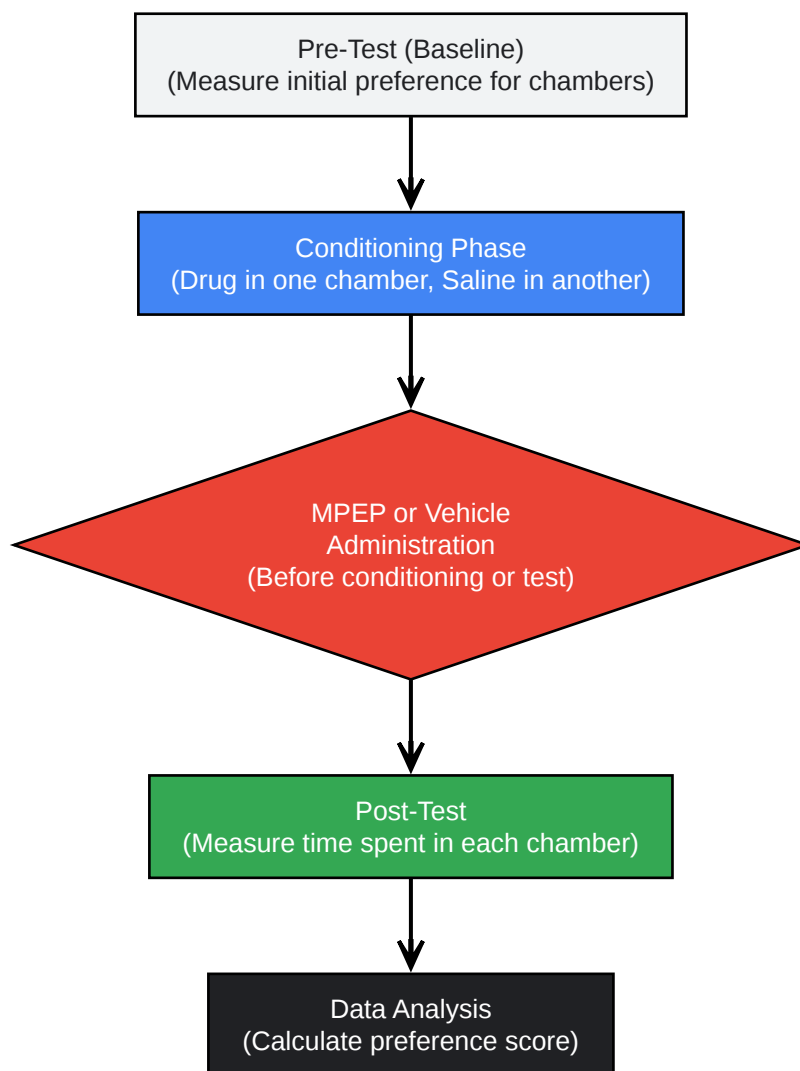 Pre-Test (Baseline)
(Measure initial preference for chambers)
Conditioning Phase
(Drug in one chamber, Saline in another)
MPEP or Vehicle
Administration
(Before conditioning or test)
Post-Test
(Measure time spent in each chamber)
Data Analysis
(Calculate preference score)